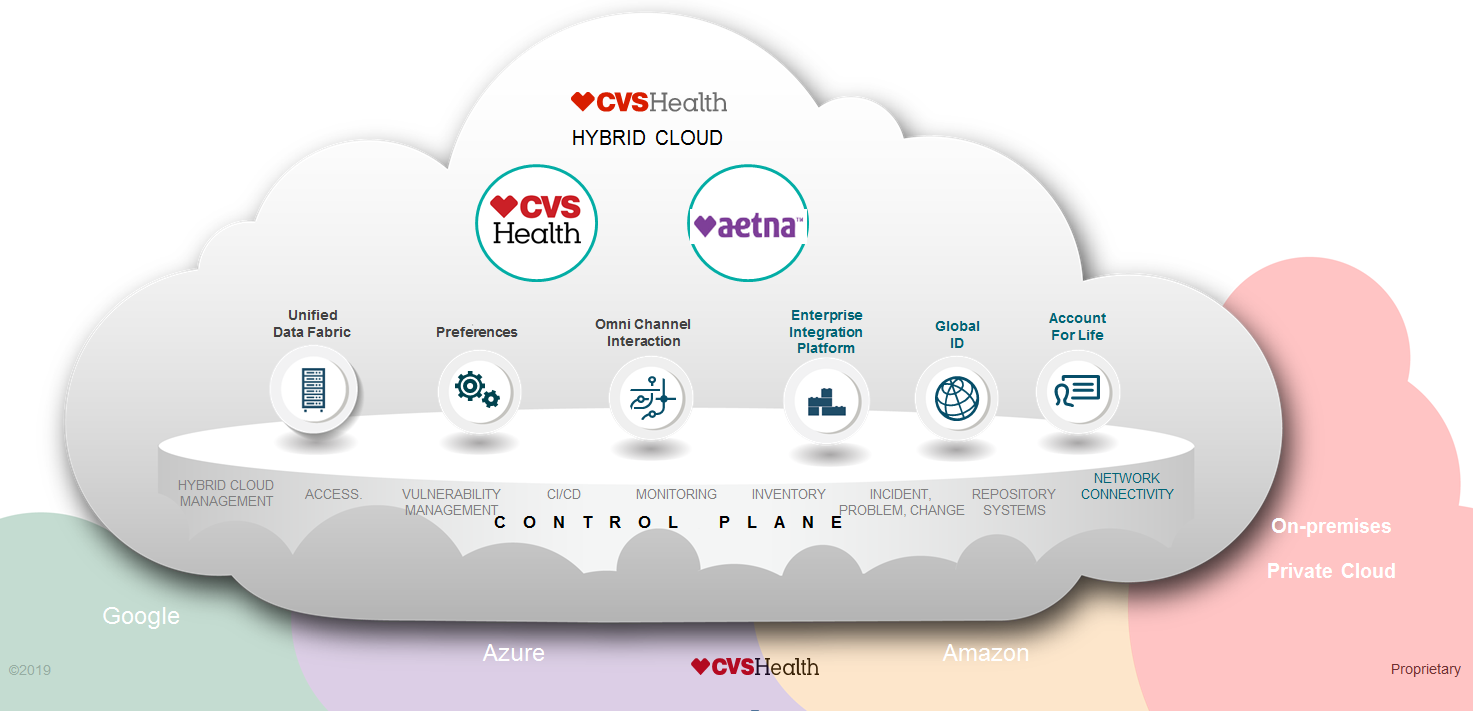 CVSHealth
HYBRID CLOUD
CVS
Health
aetna™
Unified
Data Fabric
Preferences
Omni Channel
Interaction
Enterprise
Integration
Platform
Global
ID
Account
For Life
HYBRID CLOUD
MANAGEMENT
ACCESS.
VULNERABILITY
MANAGEMENT
CI/CD
MONITORING
INVENTORY
INCIDENT,
PROBLEM, CHANGE
REPOSITORY
SYSTEMS
NETWORK
CONNECTIVITY
CONTROL PLANE
On-premises
Private Cloud
Google
Azure
Amazon
©2019
CVSHealth
Proprietary